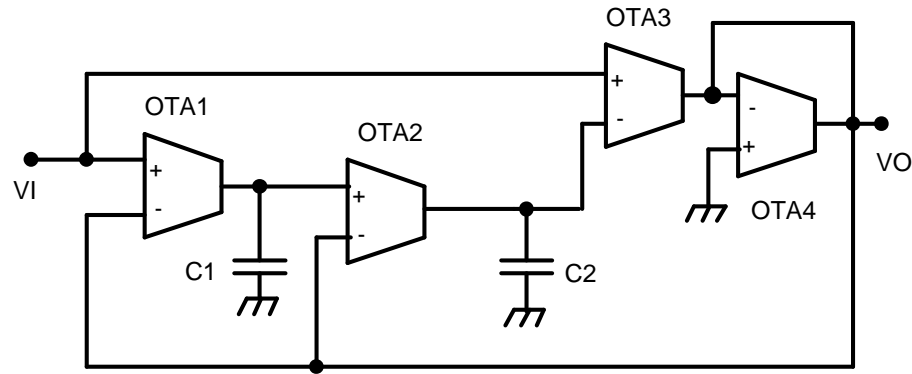 OTA3
OTA1
OTA2
+
-
+
-
+
-
-
+
VI
VO
OTA4
C1
C2